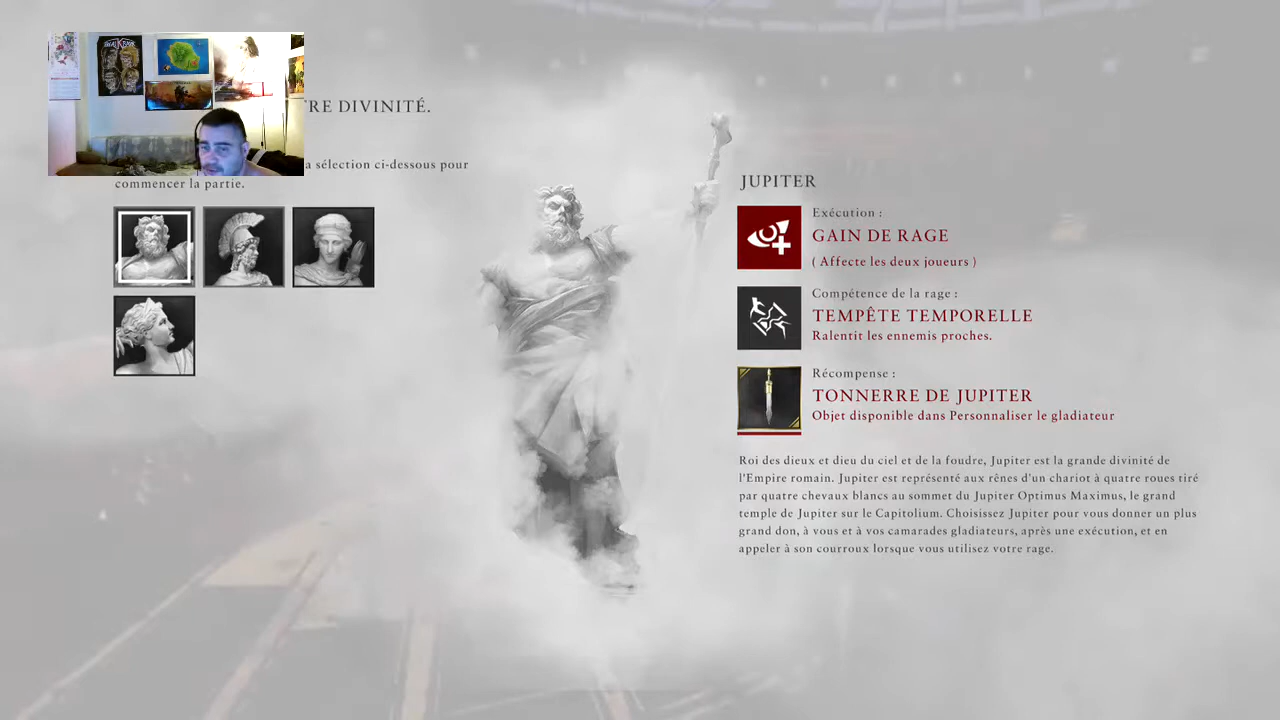 TRE DIVINITÉ.
a sélection ci-dessous pour
commencer la partie.
JUPITER
Exécution :
GAIN DE RAGE
( Affecte les deux joueurs )
Compétence de la rage :
TEMPÊTE TEMPORELLE
Ralentit les ennemis proches.
Récompense :
TONNERRE DE JUPITER
Objet disponible dans Personnaliser le gladiateur
Roi des dieux et dieu du ciel et de la foudre, Jupiter est la grande divinité de
l'Empire romain. Jupiter est représenté aux rênes d'un chariot à quatre roues tiré
par quatre chevaux blancs au sommet du Jupiter Optimus Maximus, le grand
temple de Jupiter sur le Capitolium. Choisissez Jupiter pour vous donner un plus
grand don, à vous et à vos camarades gladiateurs, après une exécution, et en
appeler à son courroux lorsque vous utilisez votre rage.